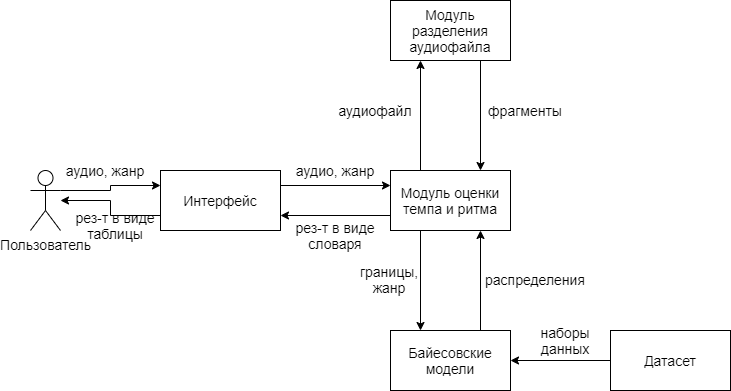 Модуль
разделения
аудиофайла
аудиофайл
фрагменты
аудио, жанр
Интерфейс
аудио, жанр
Модуль оценки
темпа и ритма
рез-т в виде
таблицы
Пользователь
рез-т в виде
словаря
границы,
жанр
распределения
Байесовские
модели
наборы
данных
Датасет